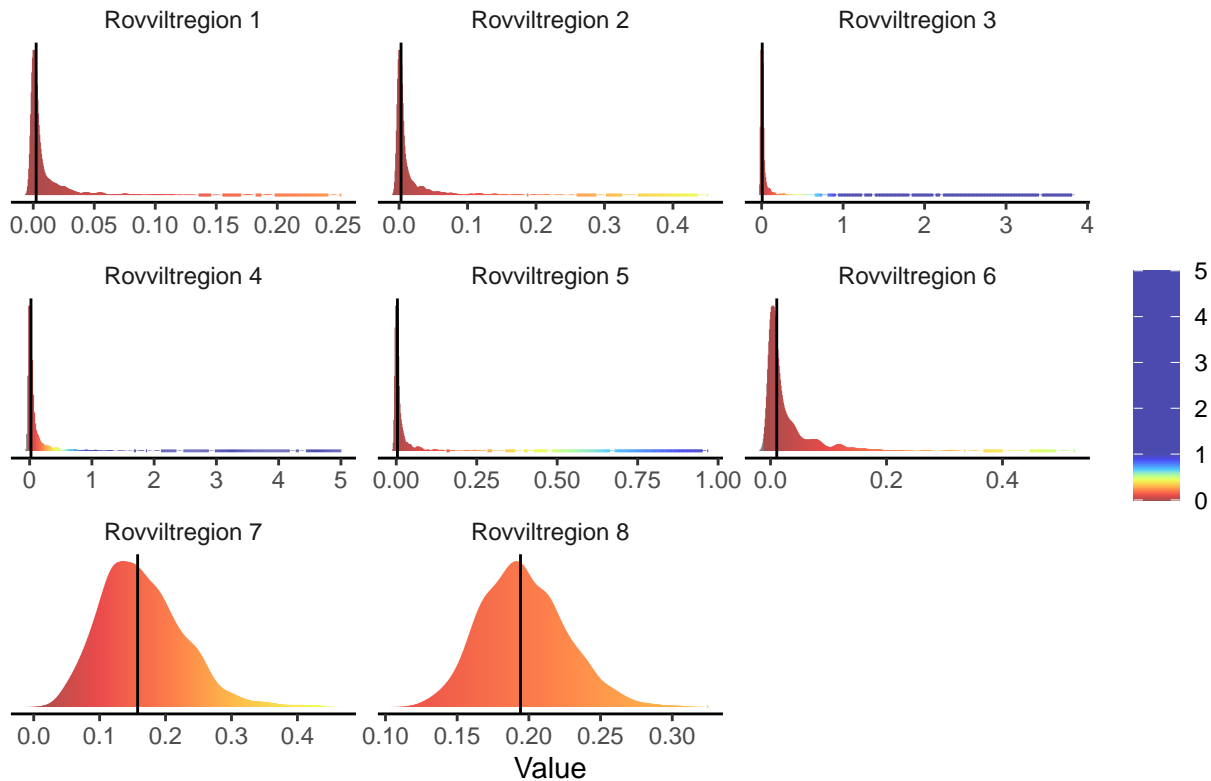 Rovviltregion 1 Rovviltregion 2 Rovviltregion 3
0.00 0.05 0.10 0.15 0.20 0.25 0.0 0.1 0.2 0.3 0.4 0 1 2 3 4
Rovviltregion 4 Rovviltregion 5 Rovviltregion 6
5
4
3
2
1
0
0 1 2 3 4 5 0.00 0.25 0.50 0.75 1.00 0.0 0.2 0.4
Rovviltregion 7 Rovviltregion 8
0.0 0.1 0.2 0.3 0.4 0.10 0.15 0.20 0.25 0.30
Value